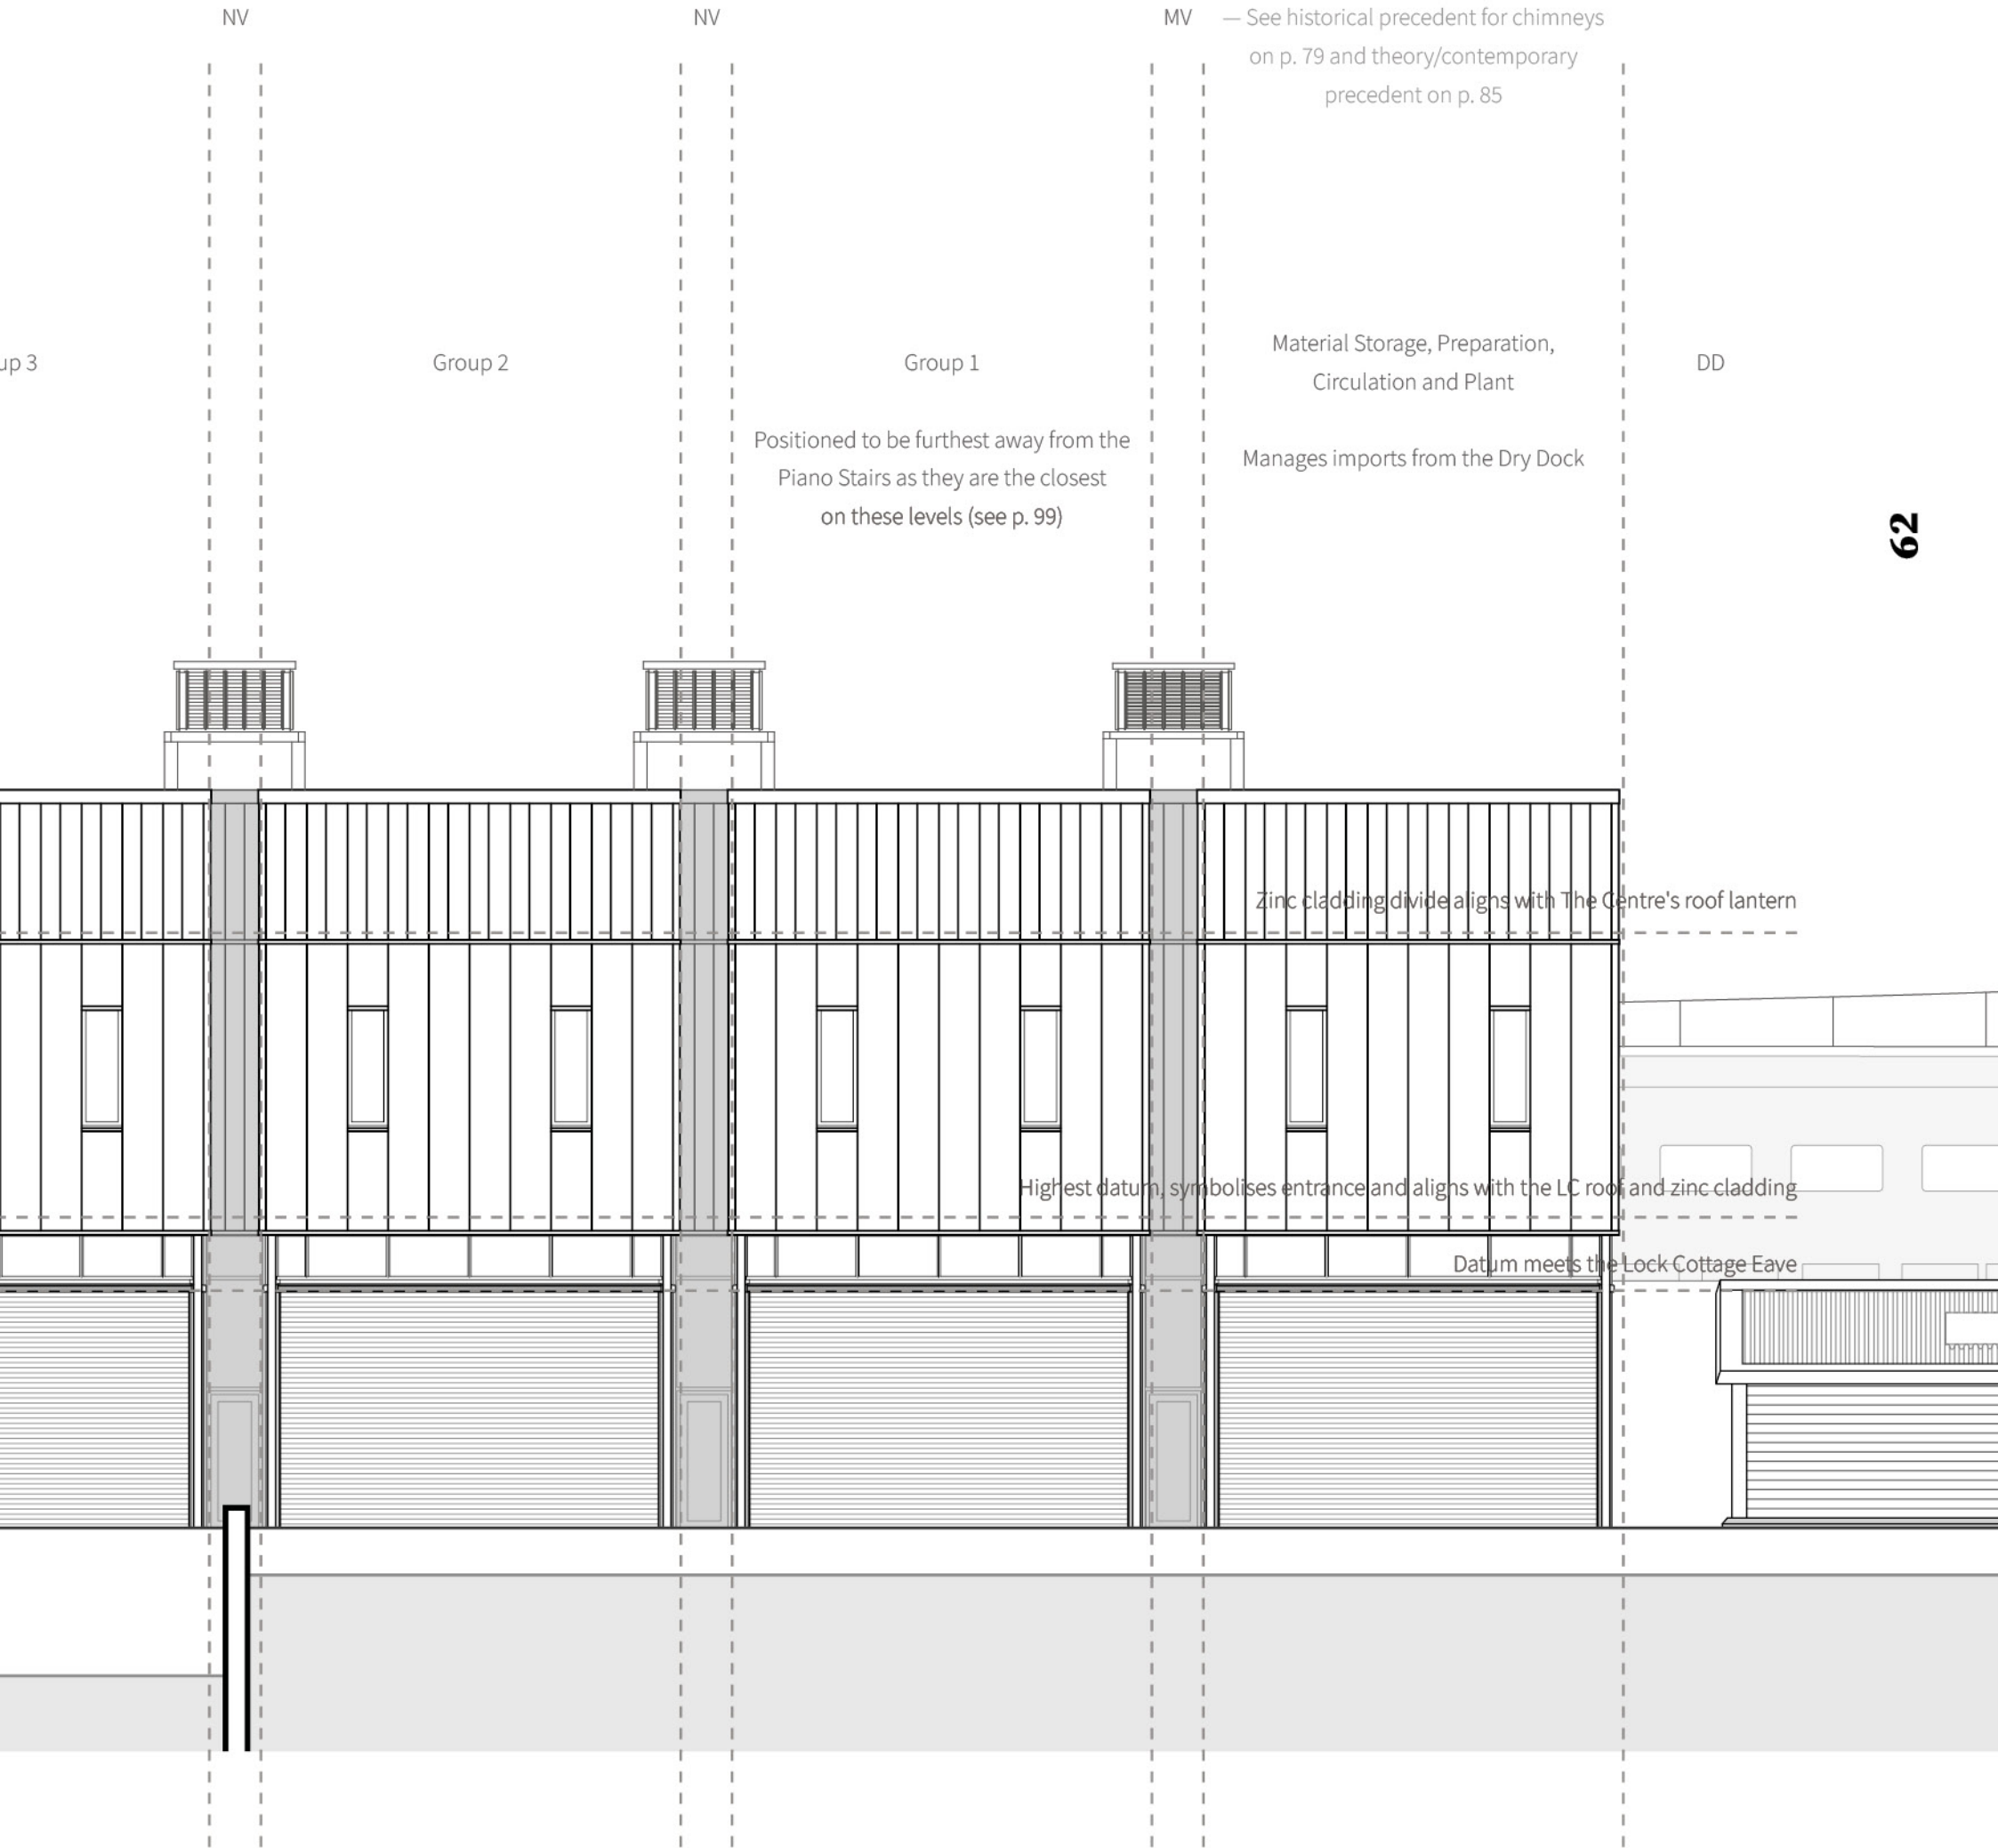 NV
NV
MV
— See historical precedent for chimneys
on p. 79 and theory/contemporary
precedent on p. 85
up 3
Group 2
Group 1
Positioned to be furthest away from the
Piano Stairs as they are the closest
on these levels (see p. 99)
Material Storage, Preparation,
Circulation and Plant
Manages imports from the Dry Dock
DD
62
Zinc cladding divide aligns with The Centre's roof lantern
Highest datum, symbolises entrance and aligns with the LC roof and zinc cladding
Datum meets the Lock Cottage Eave